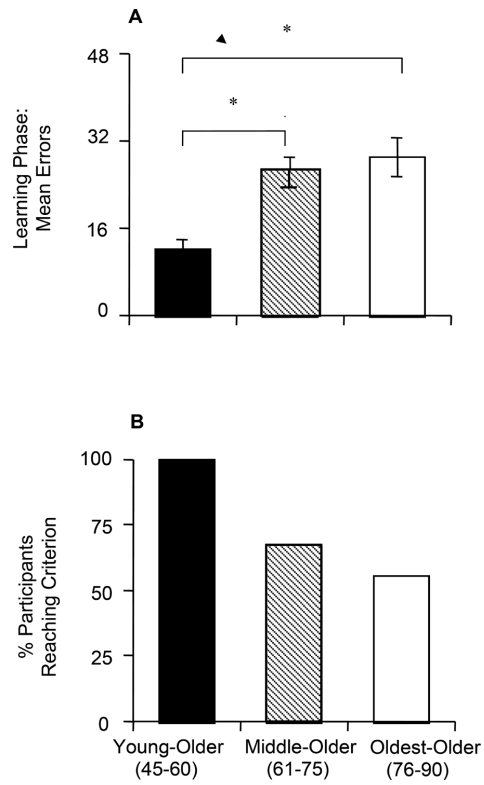 A
*
*
48
32
16
0
Learning Phase:
Mean Errors
B
100
75
50
25
0
% Participants
Reaching Criterion
Young-Older Middle-Older Oldest-Older
(45-60) (61-75) (76-90)